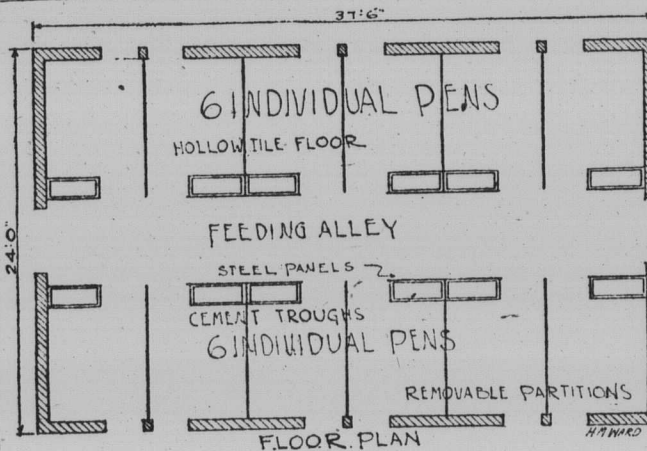 37'-6"
6 INDIVIDUAL PENS
HOLLOW TILE FLOOR
24'-0"
FEEDING ALLEY
STEEL PANELS
CEMENT TROUGHS
6 INDIVIDUAL PENS
REMOVABLE PARTITIONS
FLOOR PLAN
H.M WARD